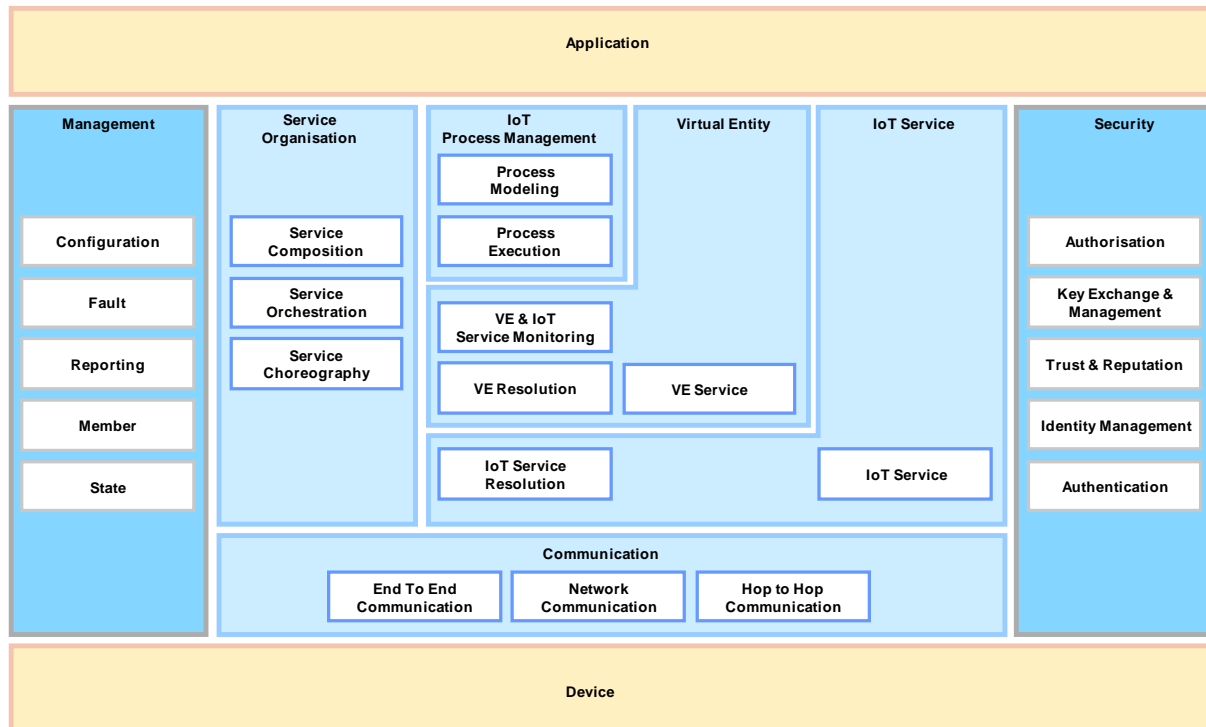 Application
Management
Configuration
Fault
Reporting
Member
State
Service
Organisation
Service
Composition
Service
Orchestration
Service
Choreography
IoT
Process Management
Process
Modeling
Process
Execution
Virtual Entity
VE & IoT
Service Monitoring
VE Resolution
VE Service
IoT Service
IoT Service
Resolution
IoT Service
Security
Authorisation
Key Exchange &
Management
Trust & Reputation
Identity Management
Authentication
Communication
End To End
Communication
Network
Communication
Hop to Hop
Communication
Device